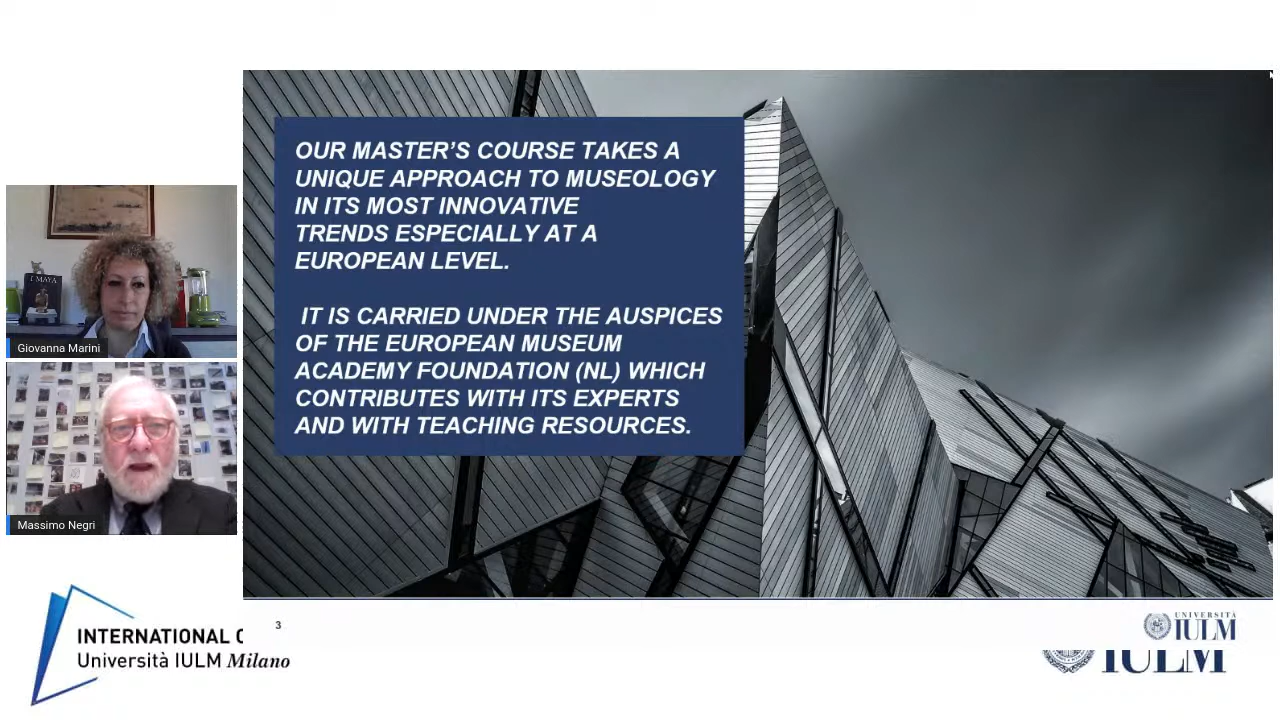 OUR MASTER'S COURSE TAKES A
UNIQUE APPROACH TO MUSEOLOGY
IN ITS MOST INNOVATIVE
TRENDS ESPECIALLY AT A
EUROPEAN LEVEL.
IT IS CARRIED UNDER THE AUSPICES
OF THE EUROPEAN MUSEUM
ACADEMY FOUNDATION (NL) WHICH
CONTRIBUTES WITH ITS EXPERTS
AND WITH TEACHING RESOURCES.
I MAYA
Giovanna Marini
Massimo Negri
INTERNATIONAL
Università IULM Milano
3
UNIVERSITÀ
IULM
IULM